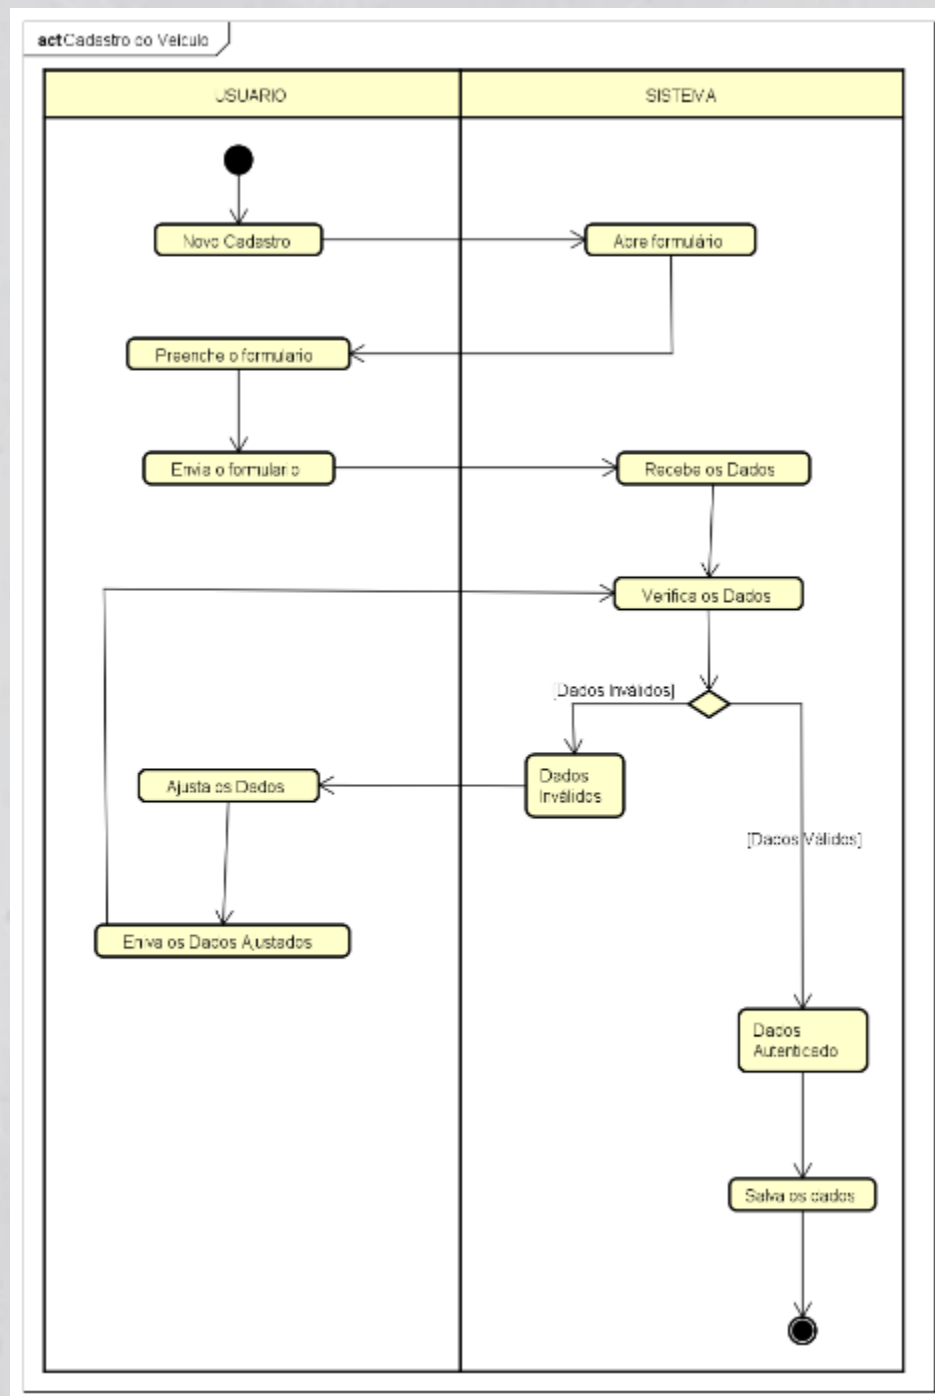 act Cadastro do Veículo
USUARIO
SISTEMA
Novo Cadastro
Abre formulário
Preenche o formulario
Envia o formulario
Recebe os Dados
Verifica os Dados
[Dados Inválidos]
Dados
Inválidos
Ajusta os Dados
[Dados Válidos]
Eniva os Dados Ajustados
Dados
Autenticado
Salva os dados